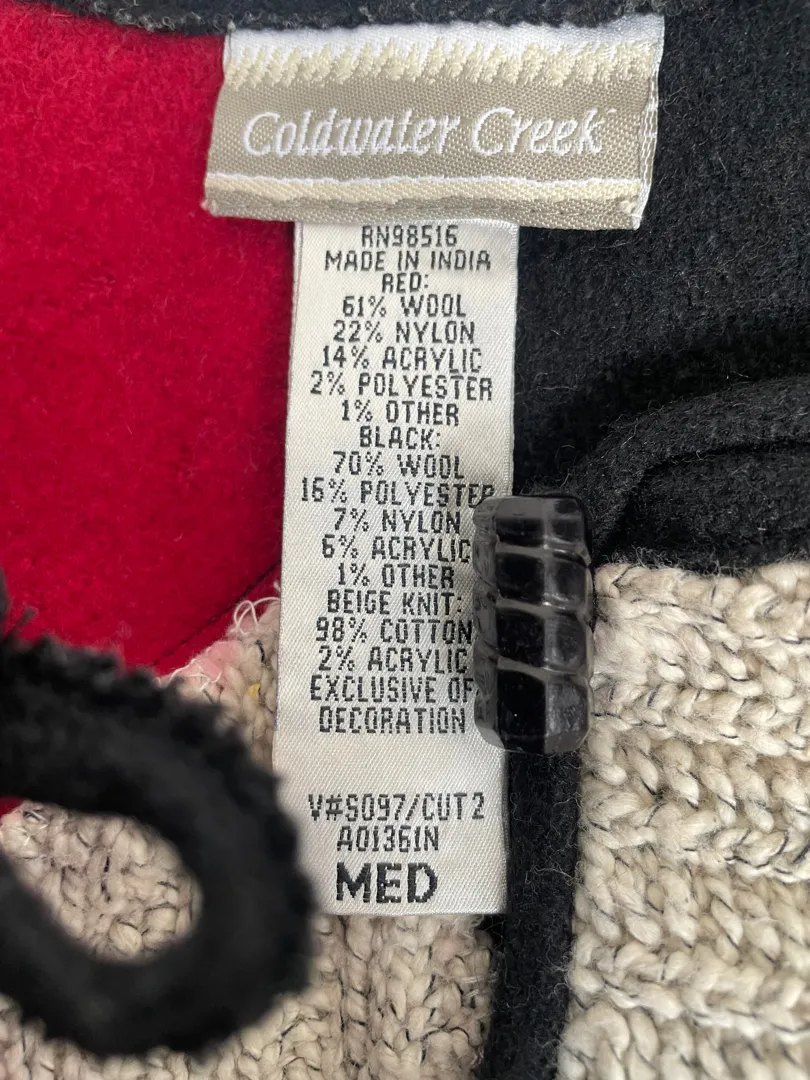 Coldwater Creek
RN98516
MADE IN INDIA
RED:
61% WOOL
22% NYLON
14% ACRYLIC
2% POLYESTER
1% OTHER
BLACK:
70% WOOL
16% POLYESTER
7% NYLON
6% ACRYLIC
1% OTHER
BEIGE KNIT:
98% COTTON
2% ACRYLIC
EXCLUSIVE OF
DECORATION
V#S097/CUT2
A01361N
MED